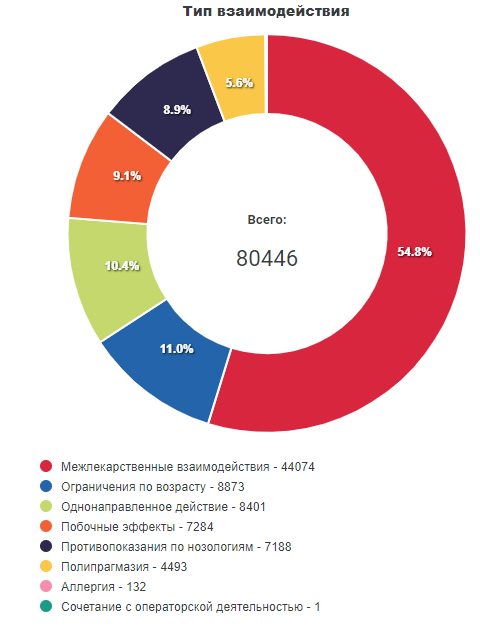 Тип взаимодействия
5.6%
8.9%
9.1%
Всего:
80446
54.8%
10.4%
11.0%
Межлекарственные взаимодействия - 44074
Ограничения по возрасту - 8873
Однонаправленное действие - 8401
Побочные эффекты - 7284
Противопоказания по нозологиям - 7188
Полипрагмазия - 4493
Аллергия - 132
Сочетание с операторской деятельностью - 1